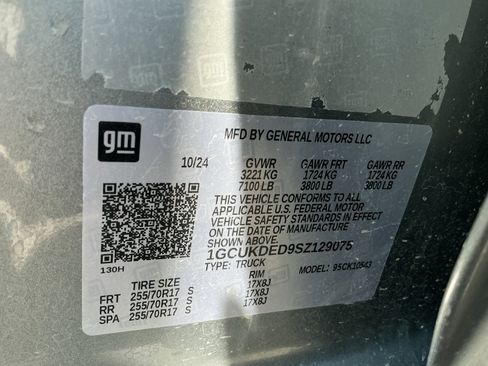 gm
MFD BY GENERAL MOTORS LLC
10/24 GVWR GAWR FRT GAWR RR
3221 KG 1724 KG 1724 KG
7100 LB 3800 LB 3800 LB
THIS VEHICLE CONFORMS TO ALL
APPLICABLE U.S. FEDERAL MOTOR
VEHICLE SAFETY STANDARDS IN EFFECT
ON THE DATE OF MANUFACTURE
SHOWN ABOVE.
1GCUKDED9SZ129075
TYPE: TRUCK MODEL: 95CK10543
130H
TIRE SIZE RIM
FRT 255/70R17 S 17X8J
RR 255/70R17 S 17X8J
SPA 255/70R17 S 17X8J